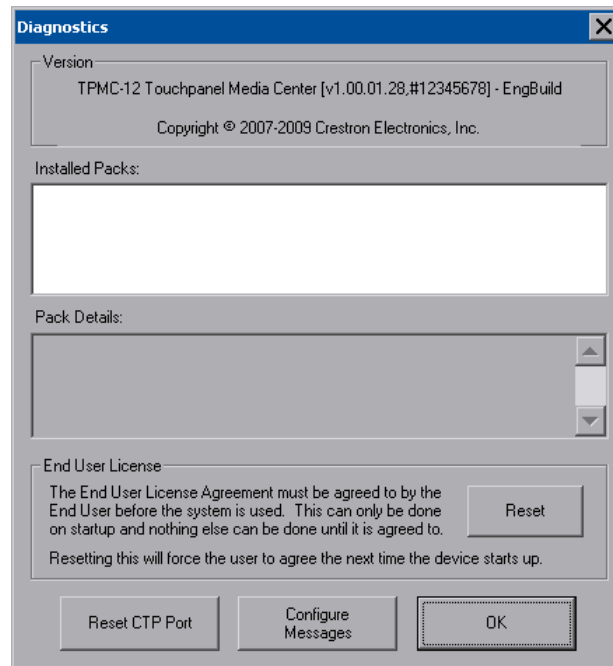 Diagnostics
Version
TPMC-12 Touchpanel Media Center [v1.00.01.28,#12345678] - EngBuild
Copyright © 2007-2009 Crestron Electronics, Inc.
Installed Packs:
Pack Details:
End User License
The End User License Agreement must be agreed to by the
End User before the system is used.  This can only be done
on startup and nothing else can be done until it is agreed to.
Reset
Resetting this will force the user to agree the next time the device starts up.
Reset CTP Port
Configure
Messages
OK